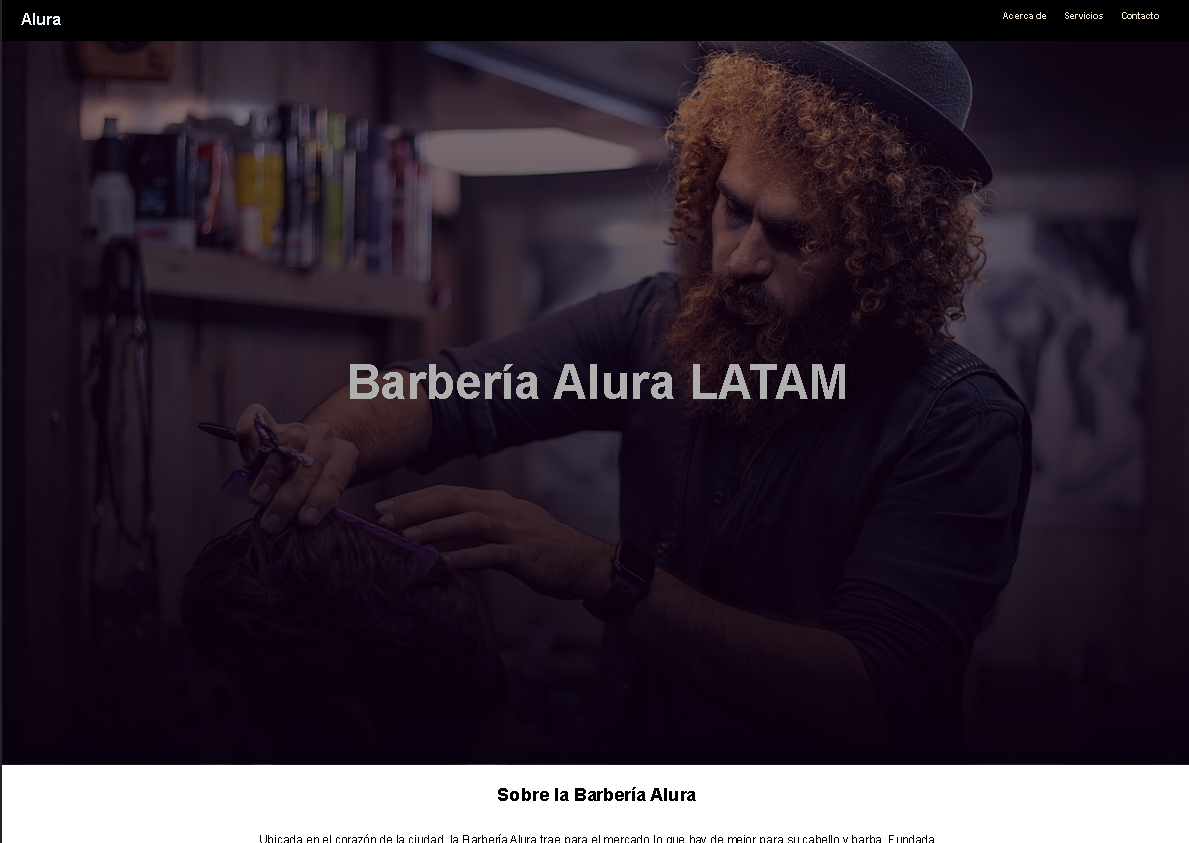 Alura
Acerca de Servicios Contacto
Barbería Alura LATAM
Sobre la Barbería Alura
Ubicada en el corazón de la ciudad, la Barbería Alura trae para el mercado lo que hay de mejor para su cabello y barba. Fundada